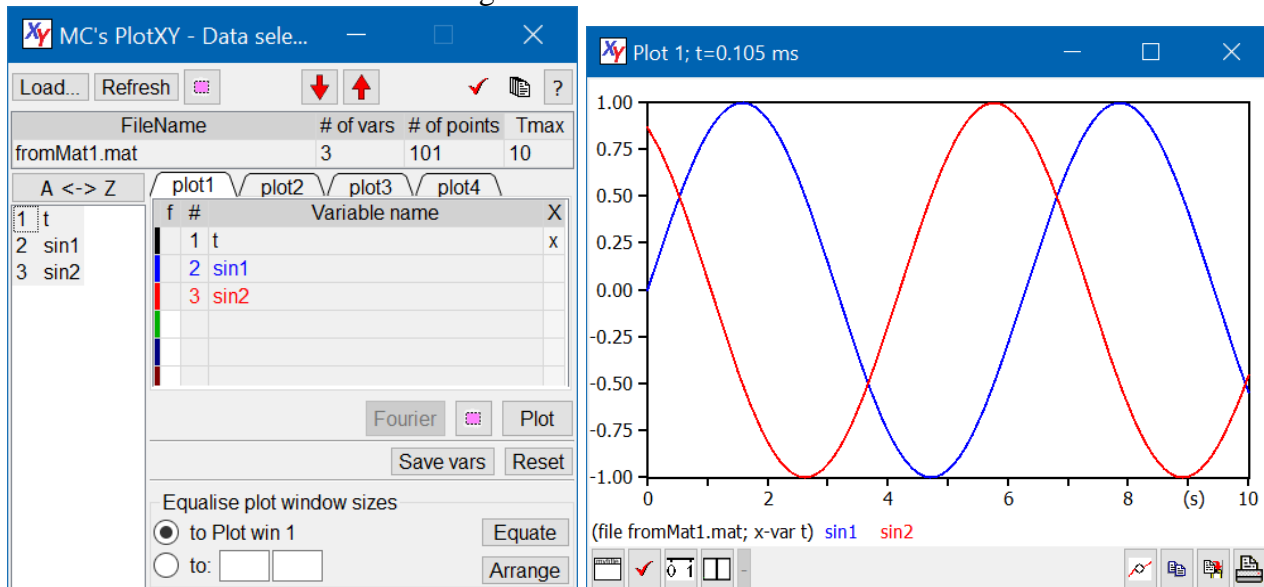 MC's PlotXY - Data sele...
Load... Refresh ?
FileName # of vars # of points Tmax
fromMat1.mat 3 101 10
A <-> Z
1 t
2 sin1
3 sin2
plot1 plot2 plot3 plot4
f # Variable name X
1 t x
2 sin1
3 sin2
Fourier Plot
Save vars Reset
Equalise plot window sizes
to Plot win 1 Equate
to: Arrange
Xy Plot 1; t=0.105 ms
1.00
0.75
0.50
0.25
0.00
-0.25
-0.50
-0.75
-1.00
0 2 4 6 8 (s) 10
(file fromMat1.mat; x-var t) sin1 sin2
0 1